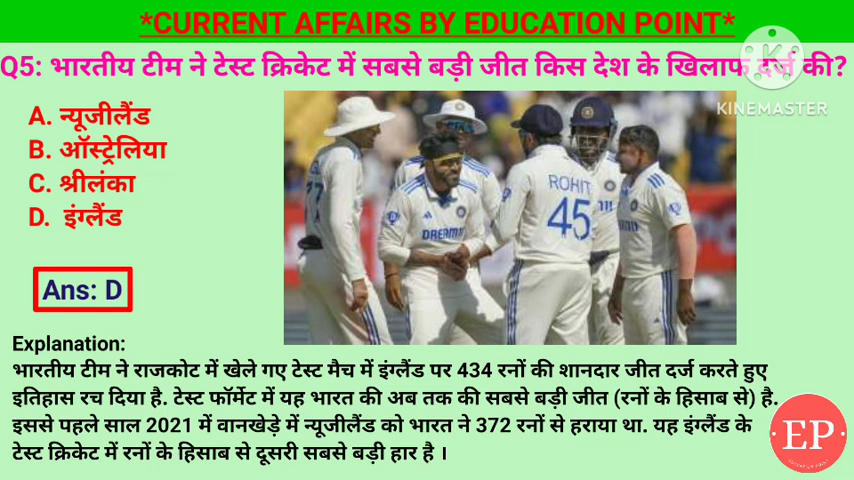 *CURRENT AFFAIRS BY EDUCATION POINT*
Q5: भारतीय टीम ने टेस्ट क्रिकेट में सबसे बड़ी जीत किस देश के खिलाफ दर्ज की?
KINEMASTER
A. न्यूजीलैंड
B. ऑस्ट्रेलिया
C. श्रीलंका
D. इंग्लैंड
ROHIT
45
DREAM11
Ans: D
Explanation:
भारतीय टीम ने राजकोट में खेले गए टेस्ट मैच में इंग्लैंड पर 434 रनों की शानदार जीत दर्ज करते हुए
इतिहास रच दिया है. टेस्ट फॉर्मेट में यह भारत की अब तक की सबसे बड़ी जीत (रनों के हिसाब से) है.
इससे पहले साल 2021 में वानखेड़े में न्यूजीलैंड को भारत ने 372 रनों से हराया था. यह इंग्लैंड के
टेस्ट क्रिकेट में रनों के हिसाब से दूसरी सबसे बड़ी हार है ।
EP